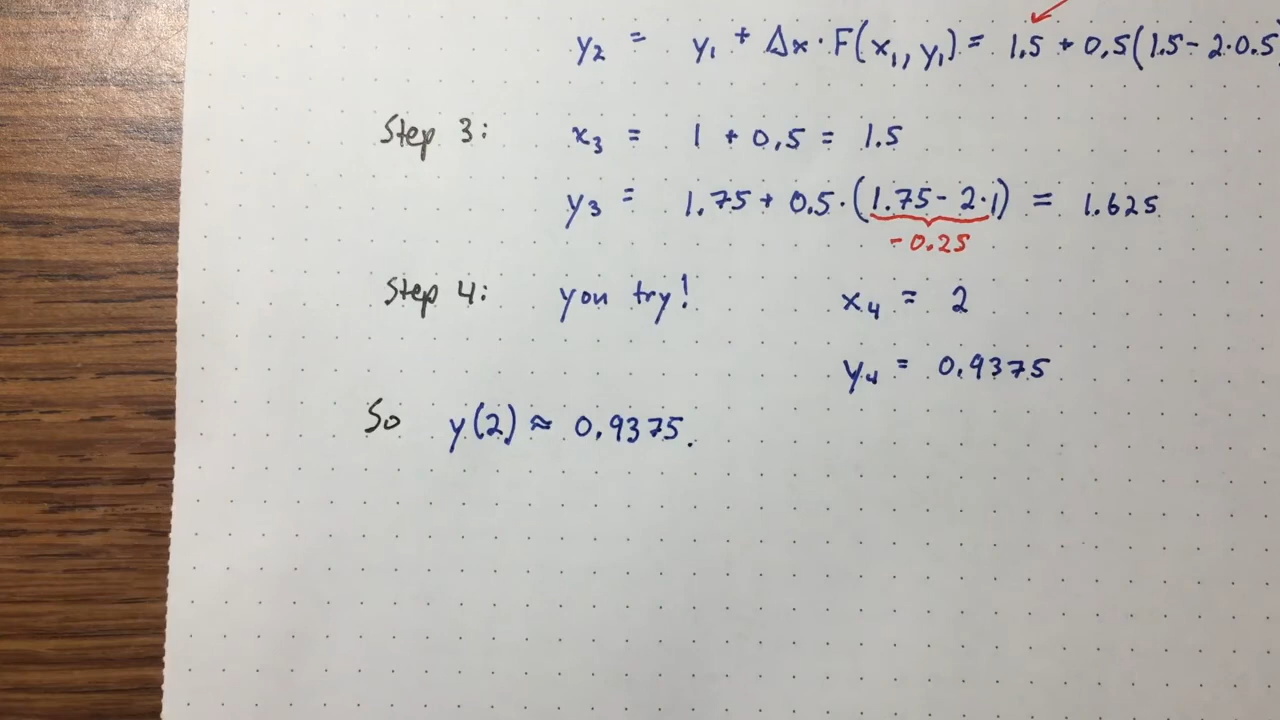 y₂ = y₁ + Δx · F(x₁, y₁) = 1.5 + 0.5(1.5 - 2·0.5)
Step 3: x₃ = 1 + 0.5 = 1.5
y₃ = 1.75 + 0.5·(1.75 - 2·1) = 1.625
-0.25
Step 4: you try! x₄ = 2
y₄ = 0.9375
So y(2) ≈ 0.9375.